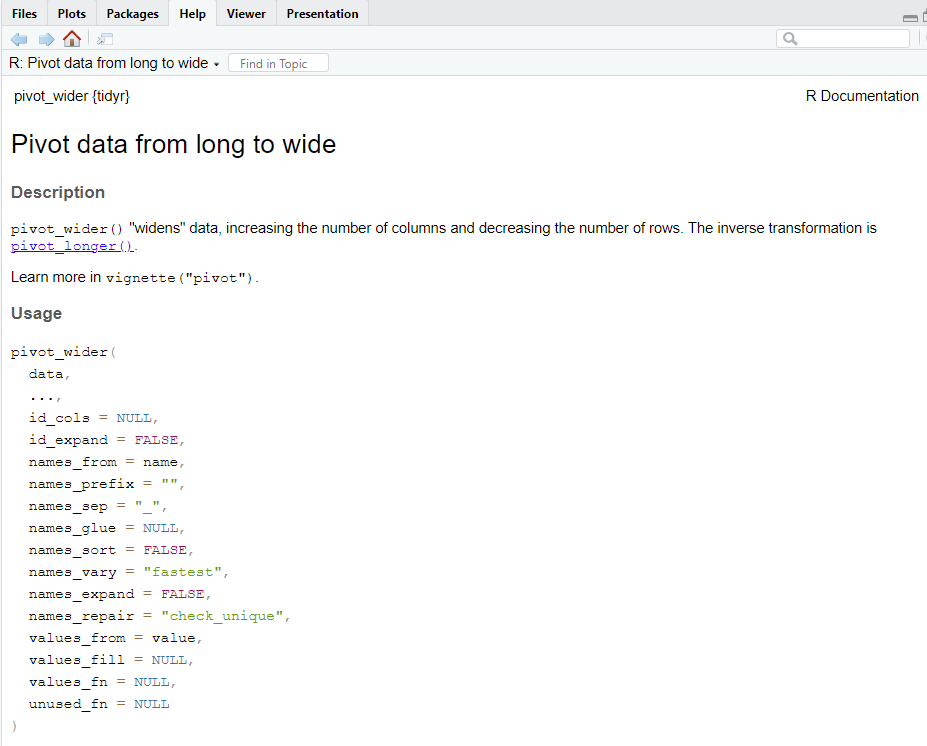 Files Plots Packages Help Viewer Presentation
R: Pivot data from long to wide Find in Topic
pivot_wider {tidyr} R Documentation
Pivot data from long to wide
Description
pivot_wider() "widens" data, increasing the number of columns and decreasing the number of rows. The inverse transformation is
pivot_longer().
Learn more in vignette("pivot").
Usage
pivot_wider(
  data,
  ...,
  id_cols = NULL,
  id_expand = FALSE,
  names_from = name,
  names_prefix = "",
  names_sep = "_",
  names_glue = NULL,
  names_sort = FALSE,
  names_vary = "fastest",
  names_expand = FALSE,
  names_repair = "check_unique",
  values_from = value,
  values_fill = NULL,
  values_fn = NULL,
  unused_fn = NULL
)